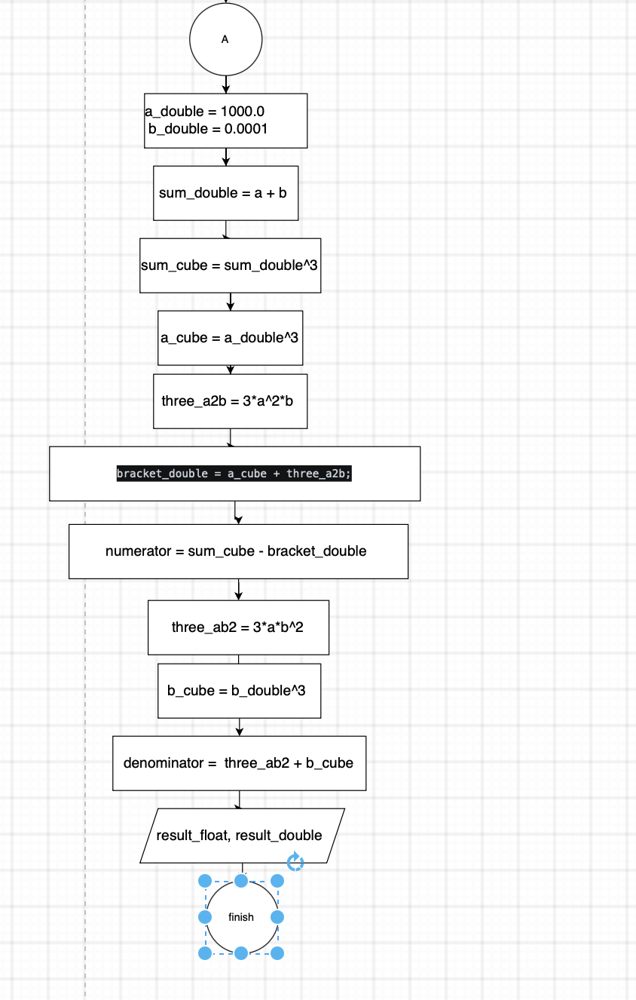 A
a_double = 1000.0
b_double = 0.0001
sum_double = a + b
sum_cube = sum_double^3
a_cube = a_double^3
three_a2b = 3*a^2*b
bracket_double = a_cube + three_a2b;
numerator = sum_cube - bracket_double
three_ab2 = 3*a*b^2
b_cube = b_double^3
denominator =  three_ab2 + b_cube
result_float, result_double
finish